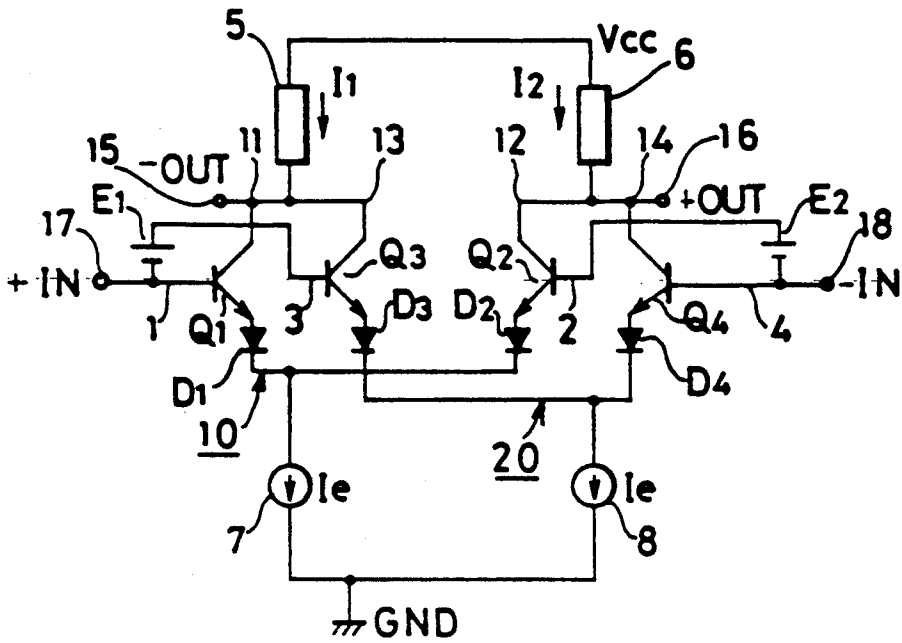 5
Vcc
6
I1
I2
15
-OUT
11
13
12
14
16
+OUT
E1
E2
17
18
+IN
-IN
Q3
Q2
1
Q1
3
D3
D2
2
Q4
4
D1
D4
10
20
Ie
Ie
7
8
GND